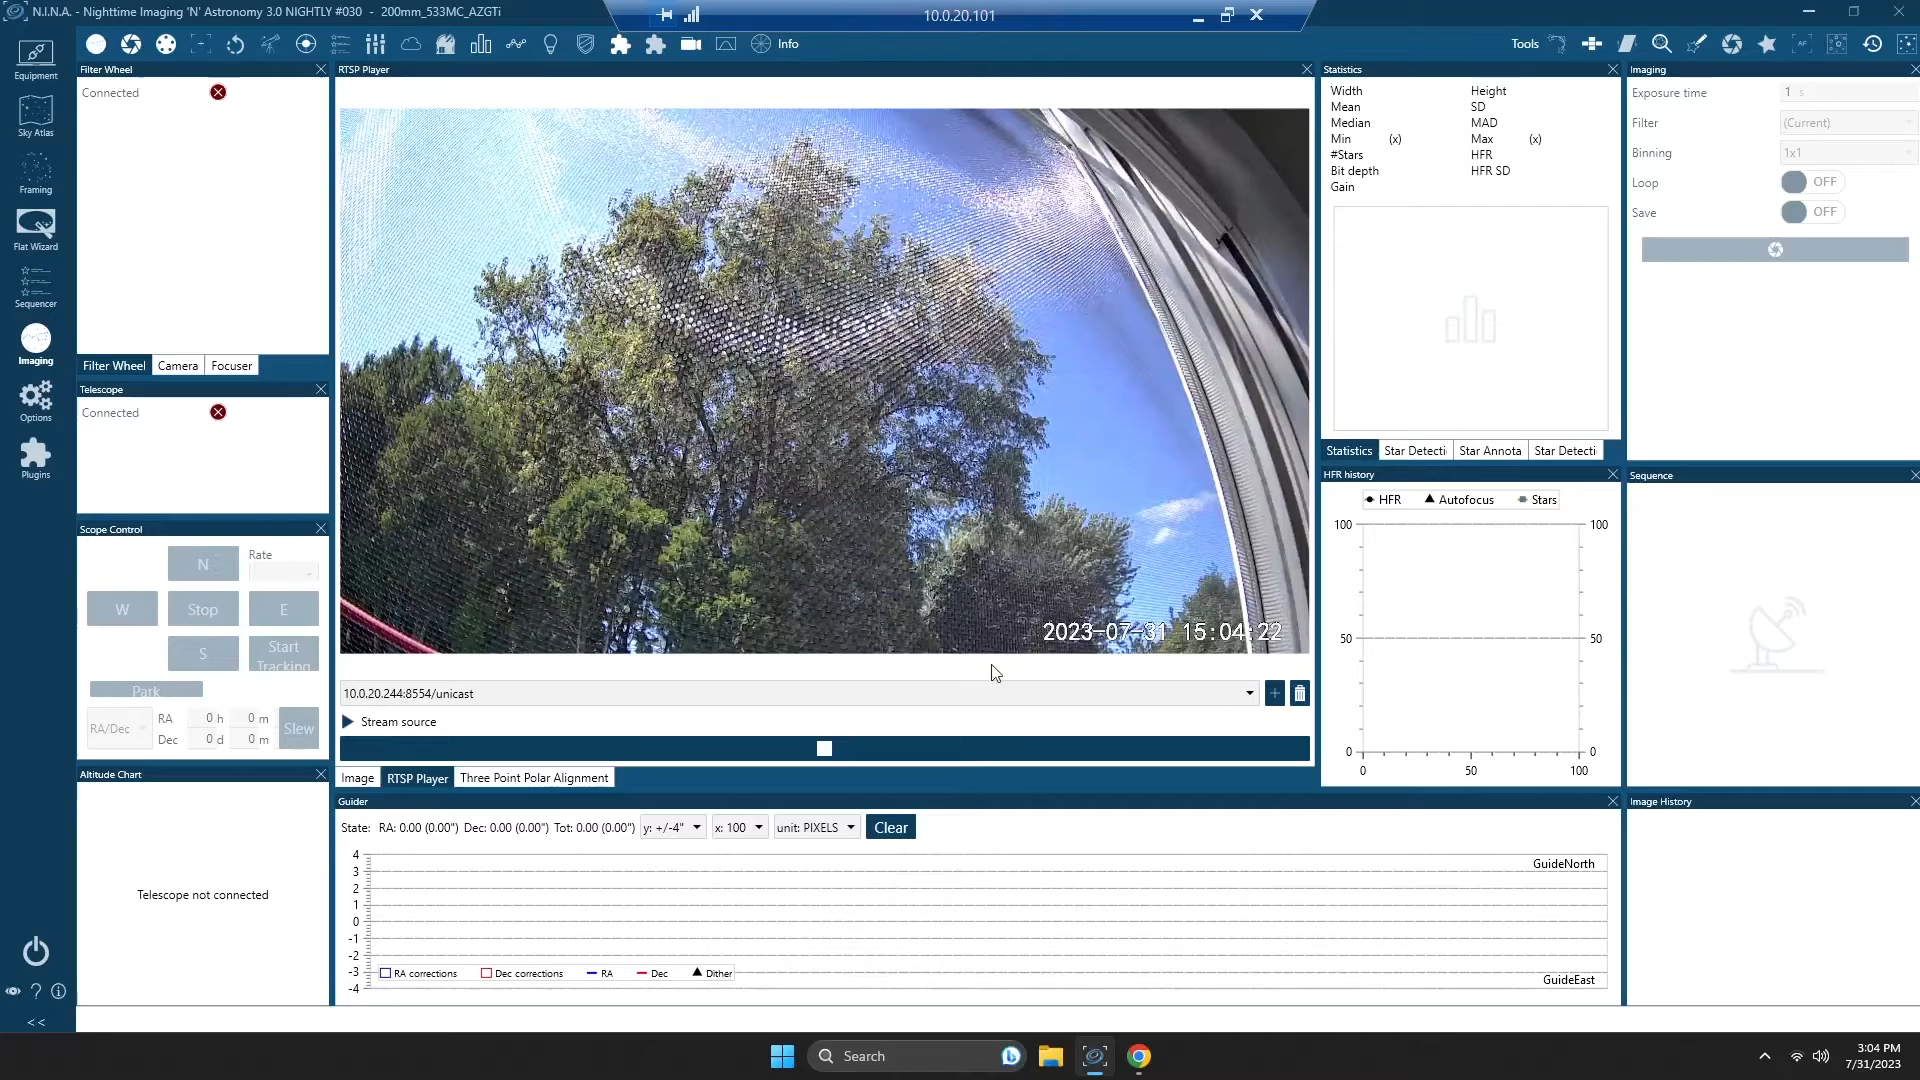 N.I.N.A. - Nighttime Imaging 'N' Astronomy 3.0 NIGHTLY #030 - 200mm_533MC_AZGTi
10.0.20.101
Info
Tools
Equipment
Sky Atlas
Framing
Flat Wizard
Sequencer
Imaging
Options
Plugins
<<
Filter Wheel
Connected
Filter Wheel Camera Focuser
Telescope
Connected
Scope Control
N Rate
W Stop E
S Start Tracking
Park
RA/Dec RA 0 h 0 m Slew
Dec 0 d 0 m
Altitude Chart
Telescope not connected
RTSP Player
2023-07-31 15:04:22
10.0.20.244:8554/unicast
+
Stream source
Image RTSP Player Three Point Polar Alignment
Guider
State: RA: 0.00 (0.00") Dec: 0.00 (0.00") Tot: 0.00 (0.00") y: +/-4" x: 100 unit: PIXELS Clear
4
3
2
1
0
-1
-2
-3
-4
GuideNorth
GuideEast
RA corrections Dec corrections RA Dec Dither
Statistics
Width Height
Mean SD
Median MAD
Min (x) Max (x)
#Stars HFR
Bit depth HFR SD
Gain
Statistics Star Detecti Star Annota Star Detecti
HFR history
HFR Autofocus Stars
100 100
50 50
0 0
0 50 100
Imaging
Exposure time 1 s
Filter (Current)
Binning 1x1
Loop OFF
Save OFF
Sequence
Image History
Search
3:04 PM
7/31/2023